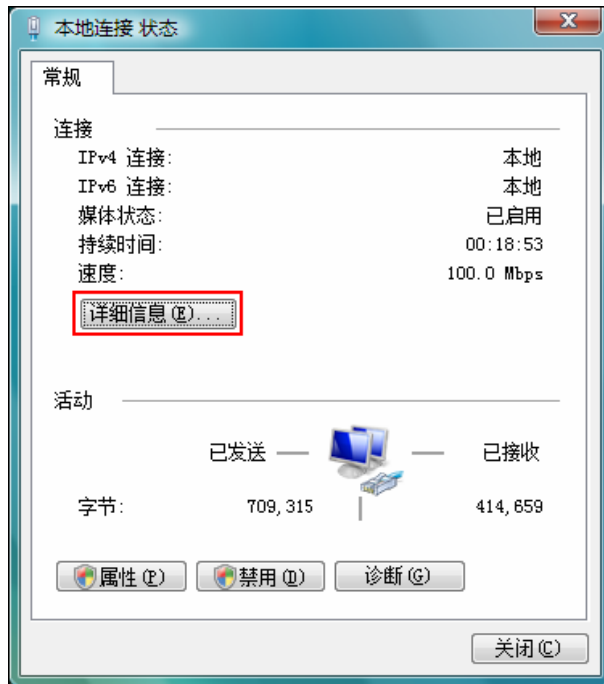 本地连接 状态
常规
连接
IPv4 连接: 本地
IPv6 连接: 本地
媒体状态: 已启用
持续时间: 00:18:53
速度: 100.0 Mbps
详细信息(E)...
活动
已发送 — — 已接收
字节: 709,315 414,659
属性(P) 禁用(D) 诊断(G)
关闭(C)